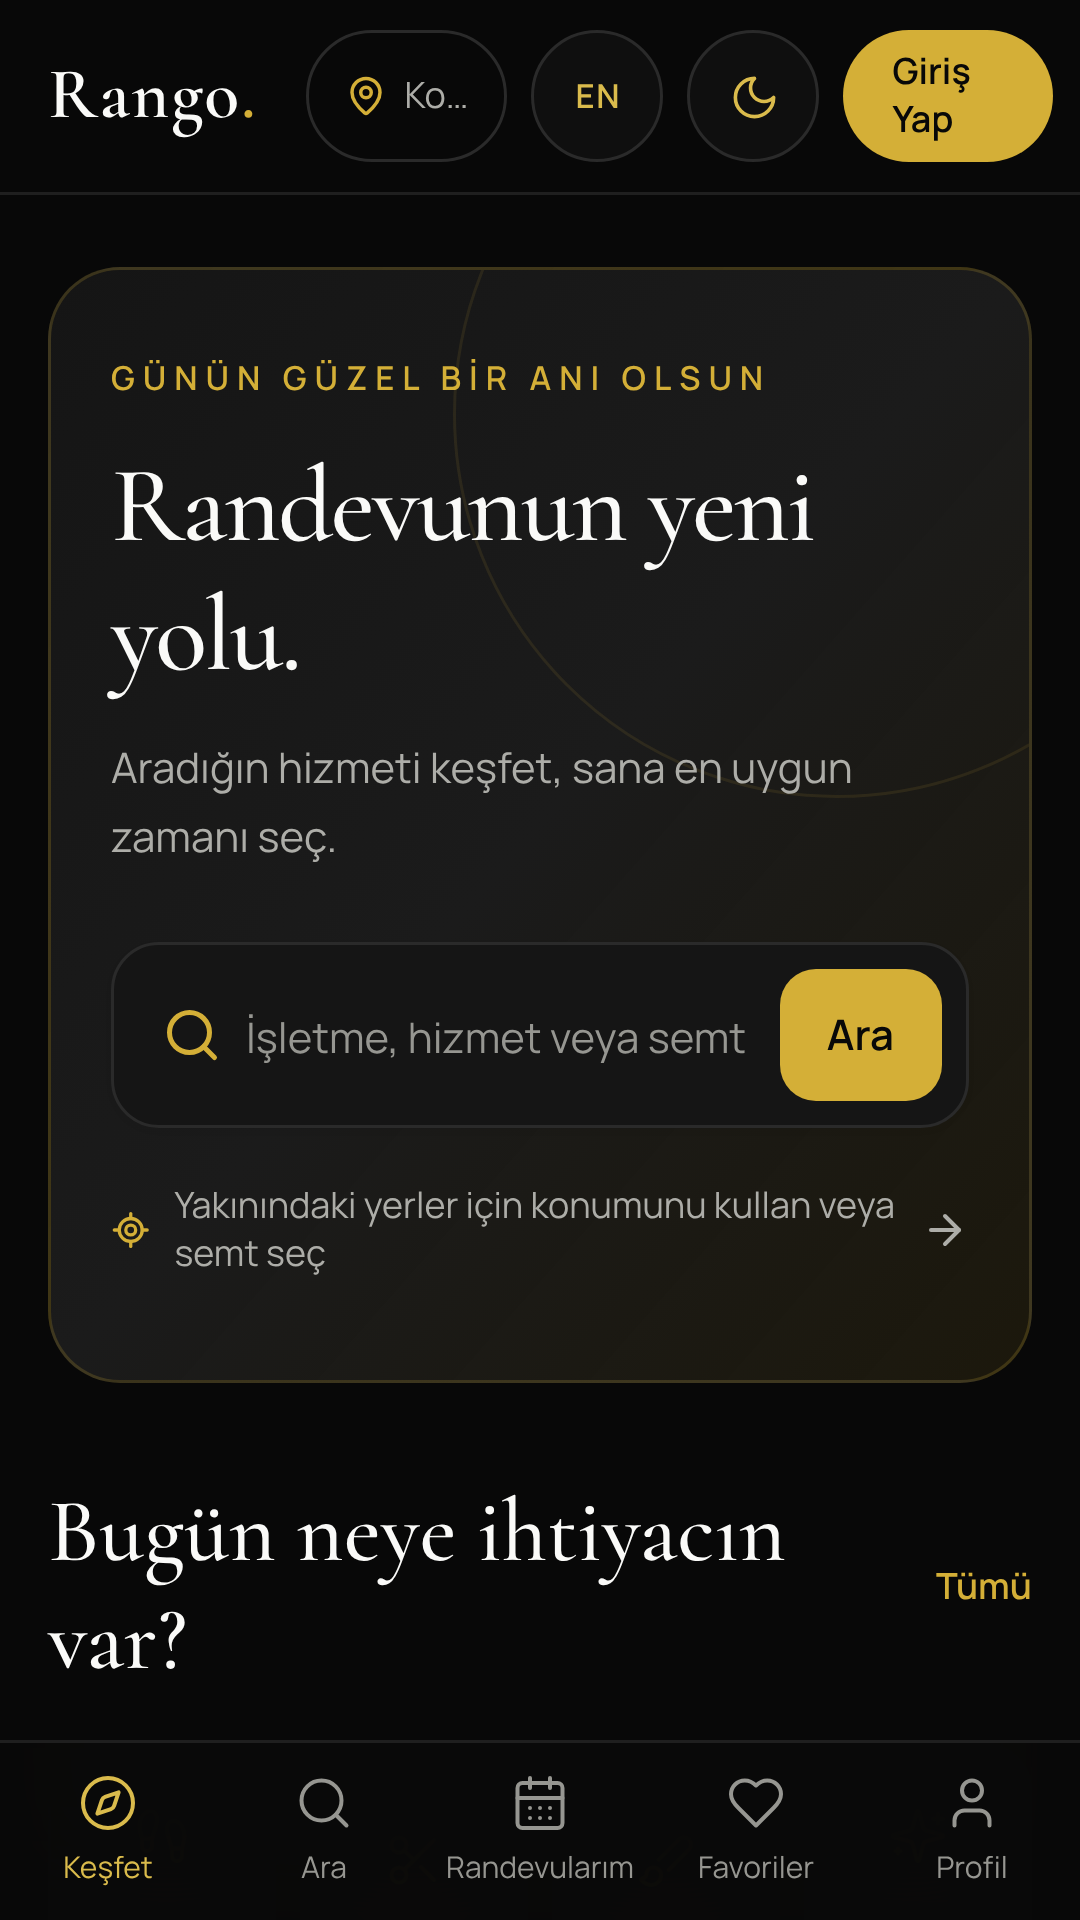 Rango.
Ko...
EN
Giriş
Yap
GÜNÜN GÜZEL BİR ANI OLSUN
Randevunun yeni
yolu.
Aradığın hizmeti keşfet, sana en uygun
zamanı seç.
İşletme, hizmet veya semt
Ara
Yakınındaki yerler için konumunu kullan veya
semt seç
Bugün neye ihtiyacın
var?
Tümü
Keşfet
Ara
Randevularım
Favoriler
Profil